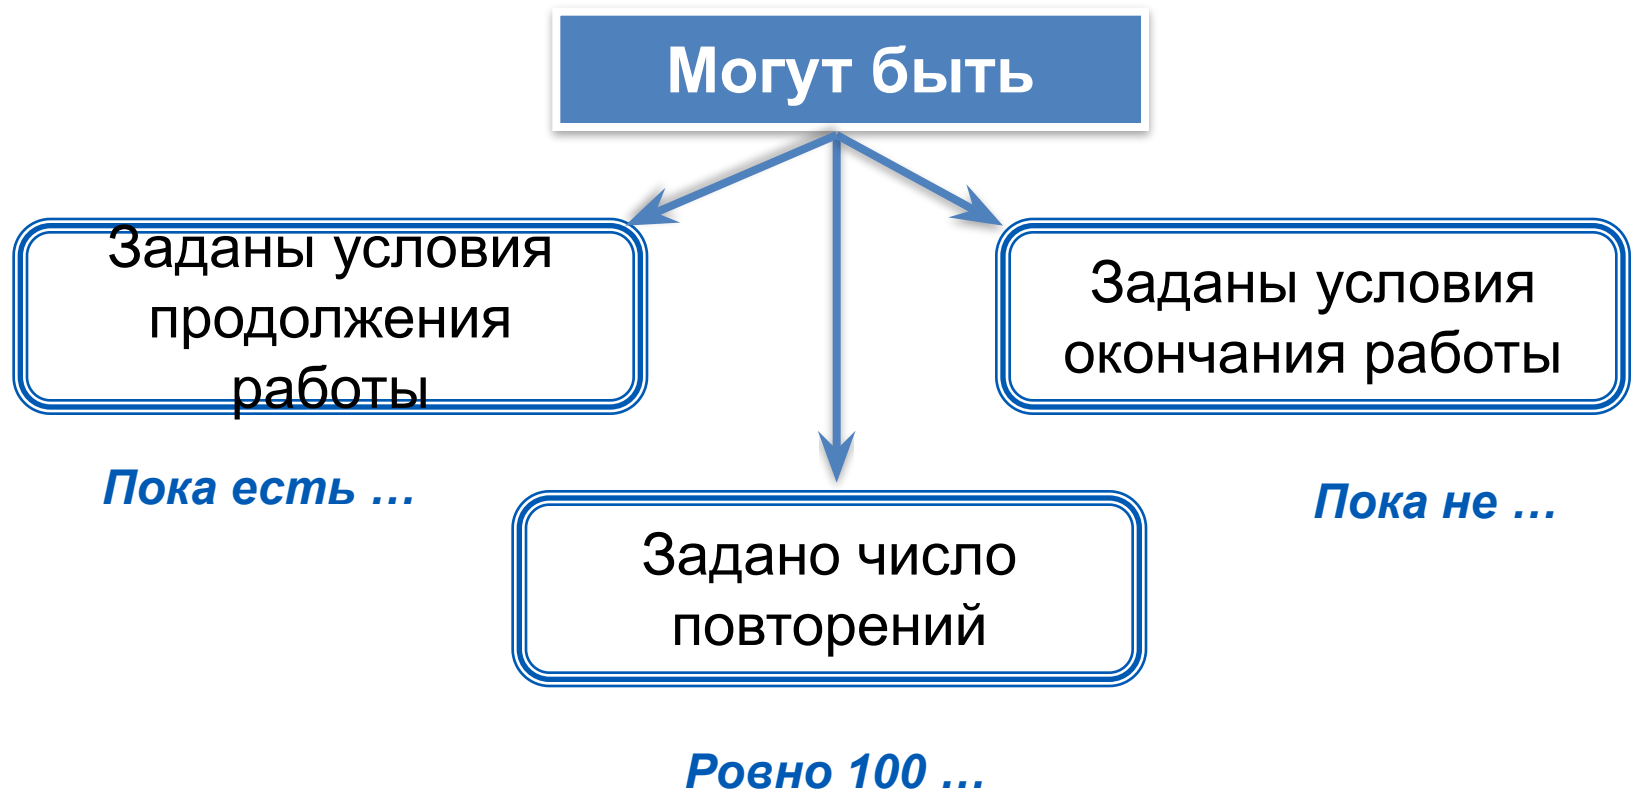 Могут быть
Заданы условия
продолжения
работы
Пока есть ...
Заданы условия
окончания работы
Пока не ...
Задано число
повторений
Ровно 100 ...